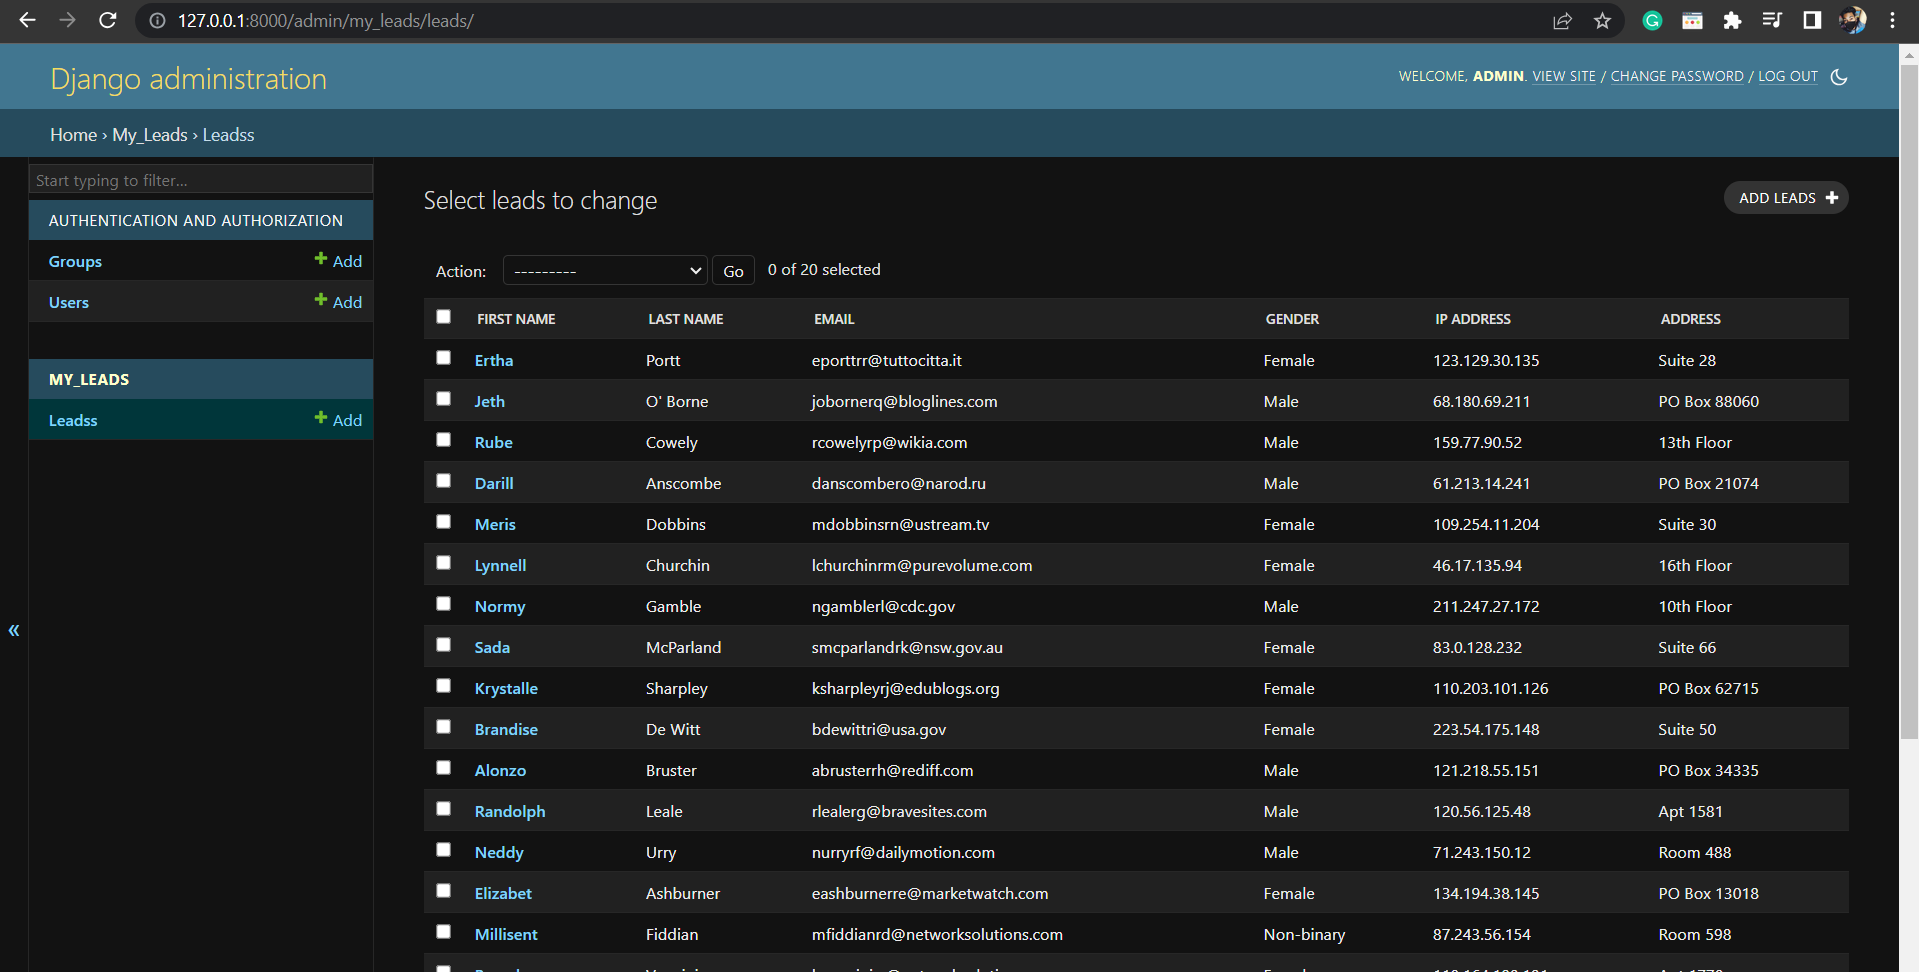 127.0.0.1:8000/admin/my_leads/leads/
Django administration
WELCOME, ADMIN. VIEW SITE / CHANGE PASSWORD / LOG OUT
Home › My_Leads › Leadss
Start typing to filter...
AUTHENTICATION AND AUTHORIZATION
Groups + Add
Users + Add
MY_LEADS
Leadss + Add
«
Select leads to change
ADD LEADS +
Action: --------- Go 0 of 20 selected
FIRST NAME LAST NAME EMAIL GENDER IP ADDRESS ADDRESS
Ertha Portt eporttrr@tuttocitta.it Female 123.129.30.135 Suite 28
Jeth O' Borne jobornerq@bloglines.com Male 68.180.69.211 PO Box 88060
Rube Cowely rcowelyrp@wikia.com Male 159.77.90.52 13th Floor
Darill Anscombe danscombero@narod.ru Male 61.213.14.241 PO Box 21074
Meris Dobbins mdobbinsrn@ustream.tv Female 109.254.11.204 Suite 30
Lynnell Churchin lchurchinrm@purevolume.com Female 46.17.135.94 16th Floor
Normy Gamble ngamblerl@cdc.gov Male 211.247.27.172 10th Floor
Sada McParland smcparlandrk@nsw.gov.au Female 83.0.128.232 Suite 66
Krystalle Sharpley ksharpleyrj@edublogs.org Female 110.203.101.126 PO Box 62715
Brandise De Witt bdewittri@usa.gov Female 223.54.175.148 Suite 50
Alonzo Bruster abrusterrh@rediff.com Male 121.218.55.151 PO Box 34335
Randolph Leale rlealerg@bravesites.com Male 120.56.125.48 Apt 1581
Neddy Urry nurryrf@dailymotion.com Male 71.243.150.12 Room 488
Elizabet Ashburner eashburnerre@marketwatch.com Female 134.194.38.145 PO Box 13018
Millisent Fiddian mfiddianrd@networksolutions.com Non-binary 87.243.56.154 Room 598